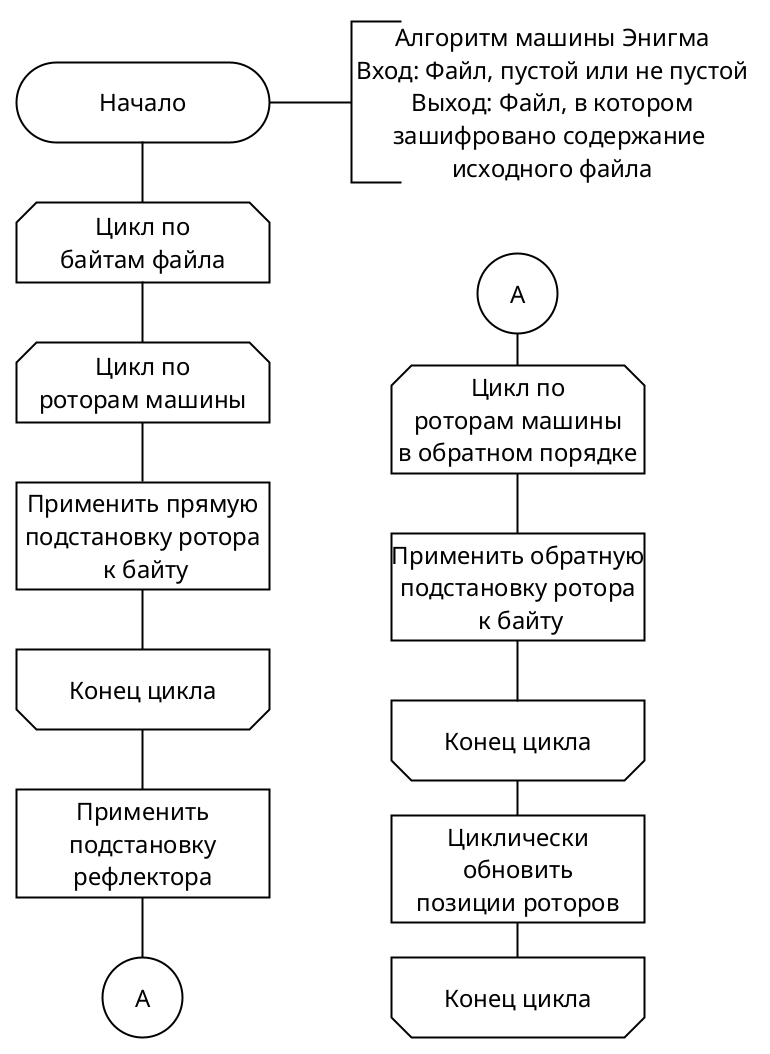 Начало
Алгоритм машины Энигма
Вход: Файл, пустой или не пустой
Выход: Файл, в котором
зашифровано содержание
исходного файла
Цикл по
байтам файла
Цикл по
роторам машины
Применить прямую
подстановку ротора
к байту
Конец цикла
Применить
подстановку
рефлектора
А
А
Цикл по
роторам машины
в обратном порядке
Применить обратную
подстановку ротора
к байту
Конец цикла
Циклически
обновить
позиции роторов
Конец цикла